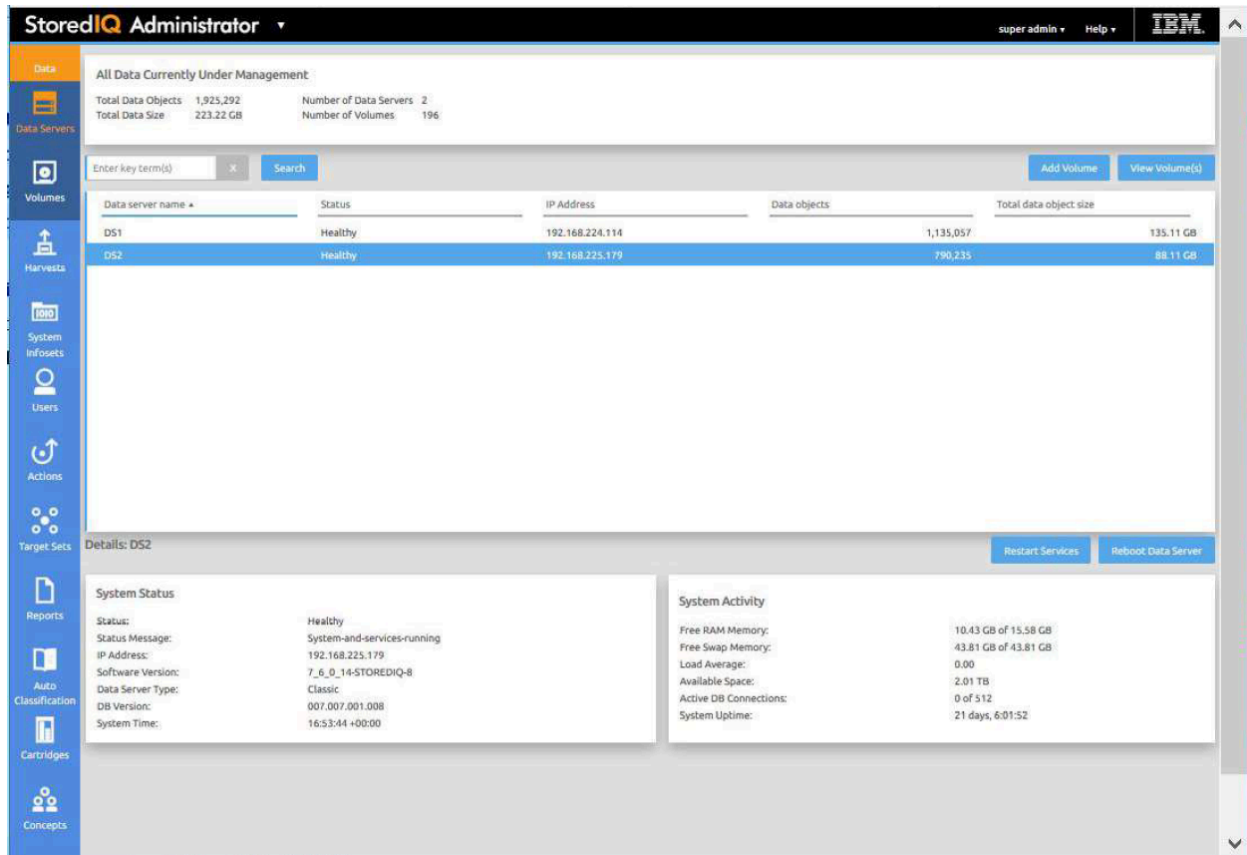 StoredIQ Administrator ▾
super admin ▾ Help ▾ IBM.
Data
Data Servers
Volumes
Harvests
System
Infosets
Users
Actions
Target Sets
Reports
Auto
Classification
Cartridges
Concepts
All Data Currently Under Management
Total Data Objects 1,925,292 Number of Data Servers 2
Total Data Size 223.22 GB Number of Volumes 196
Enter key term(s) X Search Add Volume View Volume(s)
Data server name ▴ Status IP Address Data objects Total data object size
DS1 Healthy 192.168.224.114 1,135,057 135.11 GB
DS2 Healthy 192.168.225.179 790,235 88.11 GB
Details: DS2 Restart Services Reboot Data Server
System Status
Status: Healthy
Status Message: System-and-services-running
IP Address: 192.168.225.179
Software Version: 7_6_0_14-STOREDIQ-8
Data Server Type: Classic
DB Version: 007.007.001.008
System Time: 16:53:44 +00:00
System Activity
Free RAM Memory: 10.43 GB of 15.58 GB
Free Swap Memory: 43.81 GB of 43.81 GB
Load Average: 0.00
Available Space: 2.01 TB
Active DB Connections: 0 of 512
System Uptime: 21 days, 6:01:52